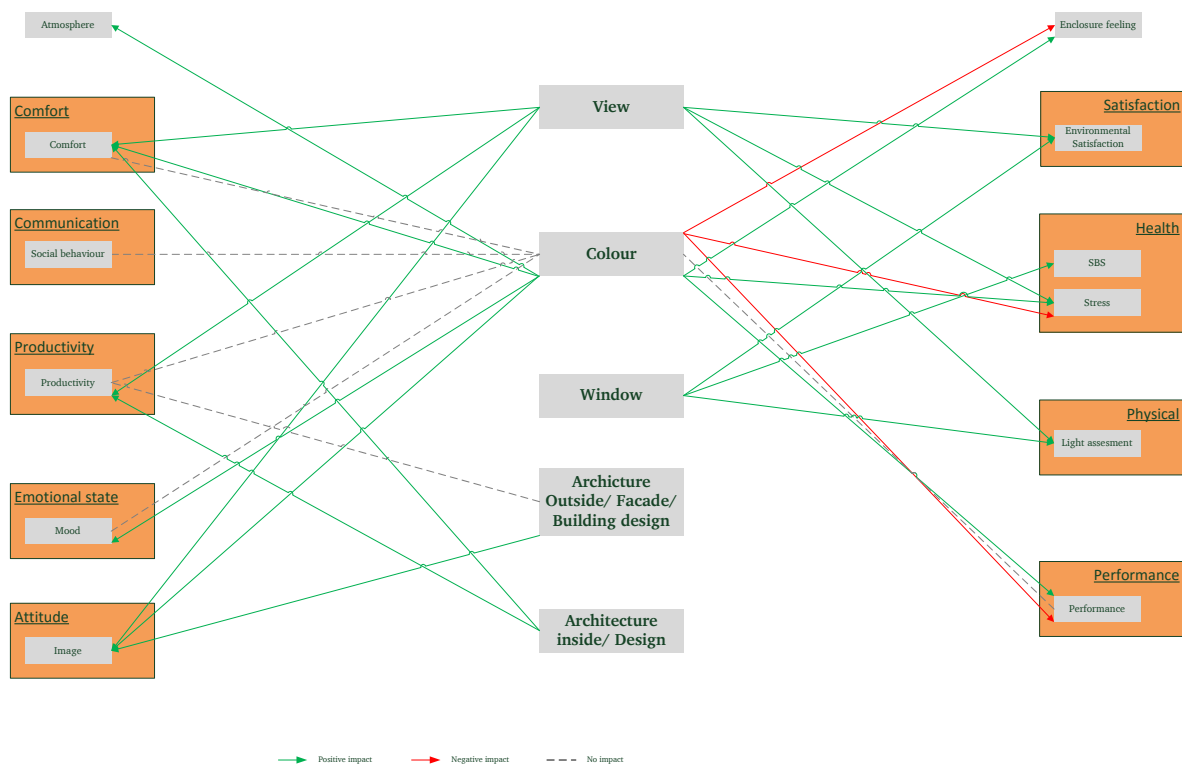 Atmosphere
Enclosure feeling
Comfort
Comfort
Communication
Social behaviour
Productivity
Productivity
Emotional state
Mood
Attitude
Image
View
Colour
Window
Archicture
Outside/ Facade/
Building design
Architecture
inside/ Design
Satisfaction
Environmental
Satisfaction
Health
SBS
Stress
Physical
Light assesment
Performance
Performance
Positive impact
Negative impact
No impact